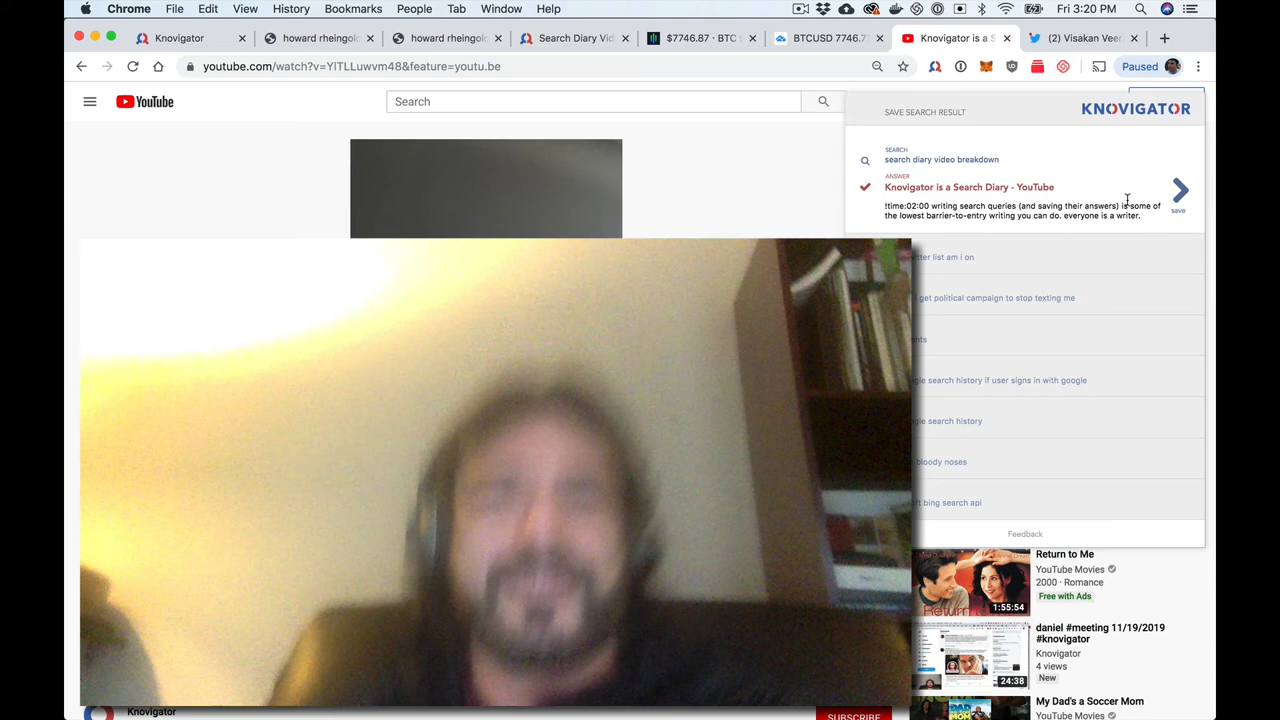 Chrome File Edit View History Bookmarks People Tab Window Help Fri 3:20 PM
Knovigator howard rheingol howard rheingol Search Diary Vid $7746.87 · BTC BTCUSD 7746.7 Knovigator is a S (2) Visakan Veer
youtube.com/watch?v=YlTLLuwvm48&feature=youtu.be Paused
YouTube Search
SAVE SEARCH RESULT KNOVIGATOR
SEARCH
search diary video breakdown
ANSWER
Knovigator is a Search Diary - YouTube
!time:02:00 writing search queries (and saving their answers) is some of
the lowest barrier-to-entry writing you can do. everyone is a writer.
save
tter list am i on
get political campaign to stop texting me
nts
gle search history if user signs in with google
gle search history
bloody noses
ft bing search api
Feedback
Return to Me
YouTube Movies
2000 · Romance
Free with Ads
1:55:54
daniel #meeting 11/19/2019
#knovigator
Knovigator
4 views
New
24:38
My Dad's a Soccer Mom
YouTube Movies
Knovigator
SUBSCRIBE